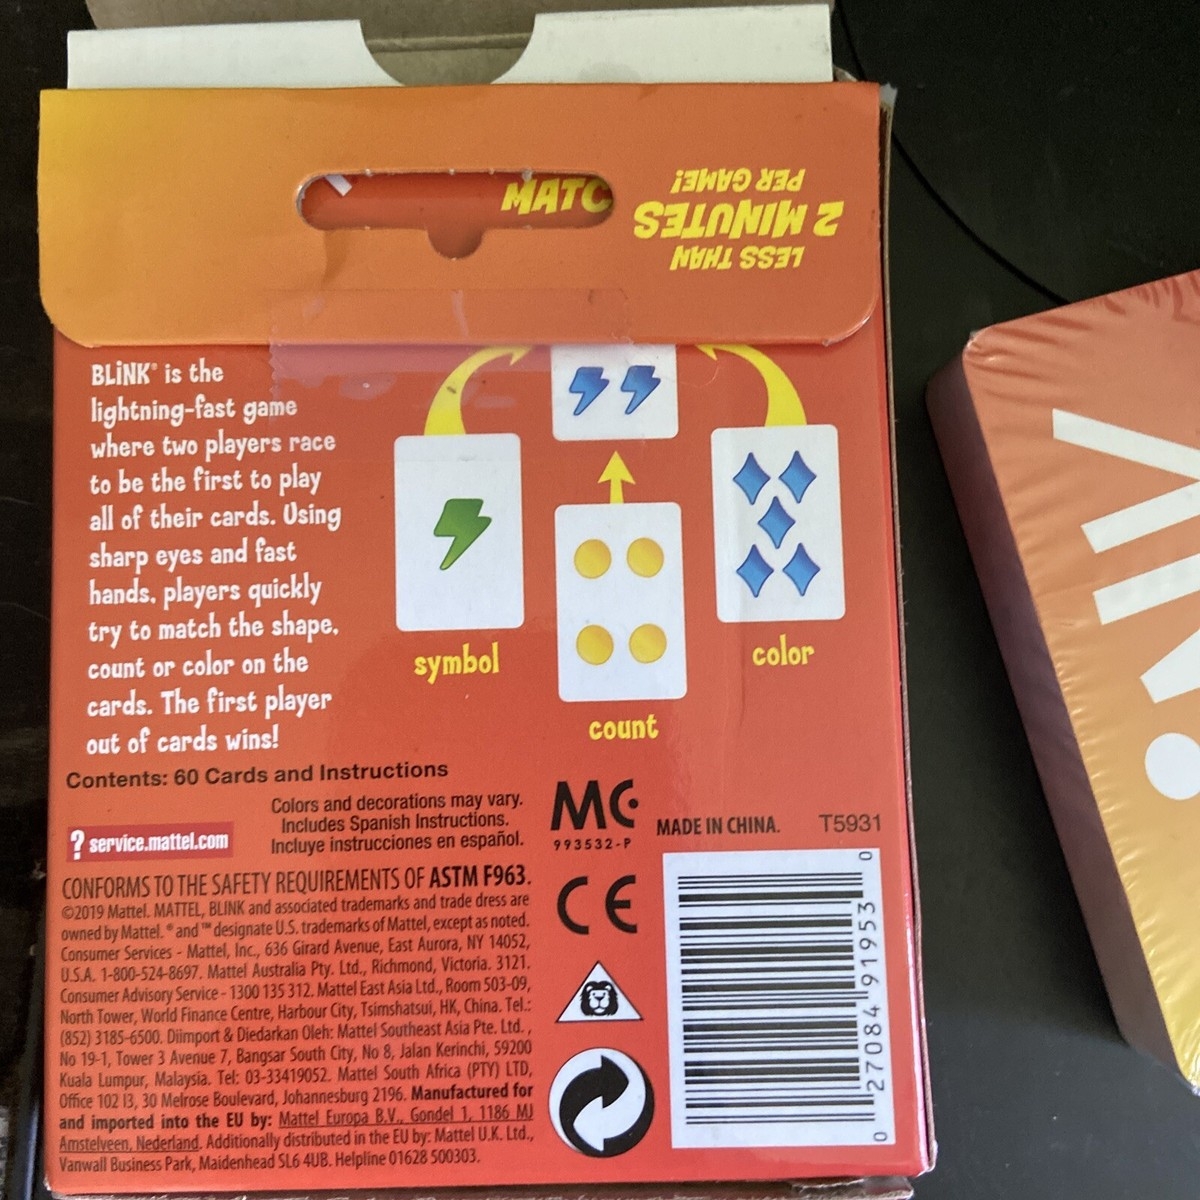 MATC
LESS THAN
2 MINUTES
PER GAME!
BLiNK® is the
lightning-fast game
where two players race
to be the first to play
all of their cards. Using
sharp eyes and fast
hands, players quickly
try to match the shape,
count or color on the
cards. The first player
out of cards wins!
symbol
count
color
Contents: 60 Cards and Instructions
Colors and decorations may vary.
Includes Spanish Instructions.
Incluye instrucciones en español.
? service.mattel.com
MC
993532-P
MADE IN CHINA.
T5931
CONFORMS TO THE SAFETY REQUIREMENTS OF ASTM F963.
©2019 Mattel. MATTEL, BLINK and associated trademarks and trade dress are
owned by Mattel. ® and ™ designate U.S. trademarks of Mattel, except as noted.
Consumer Services - Mattel, Inc., 636 Girard Avenue, East Aurora, NY 14052,
U.S.A. 1-800-524-8697. Mattel Australia Pty. Ltd., Richmond, Victoria. 3121.
Consumer Advisory Service - 1300 135 312. Mattel East Asia Ltd., Room 503-09,
North Tower, World Finance Centre, Harbour City, Tsimshatsui, HK, China. Tel.:
(852) 3185-6500. Diimport & Diedarkan Oleh: Mattel Southeast Asia Pte. Ltd.,
No 19-1, Tower 3 Avenue 7, Bangsar South City, No 8, Jalan Kerinchi, 59200
Kuala Lumpur, Malaysia. Tel: 03-33419052. Mattel South Africa (PTY) LTD,
Office 102 I3, 30 Melrose Boulevard, Johannesburg 2196. Manufactured for
and imported into the EU by: Mattel Europa B.V., Gondel 1, 1186 MJ
Amstelveen, Nederland. Additionally distributed in the EU by: Mattel U.K. Ltd.,
Vanwall Business Park, Maidenhead SL6 4UB. Helpline 01628 500303.
CE
0 27084 91953 0